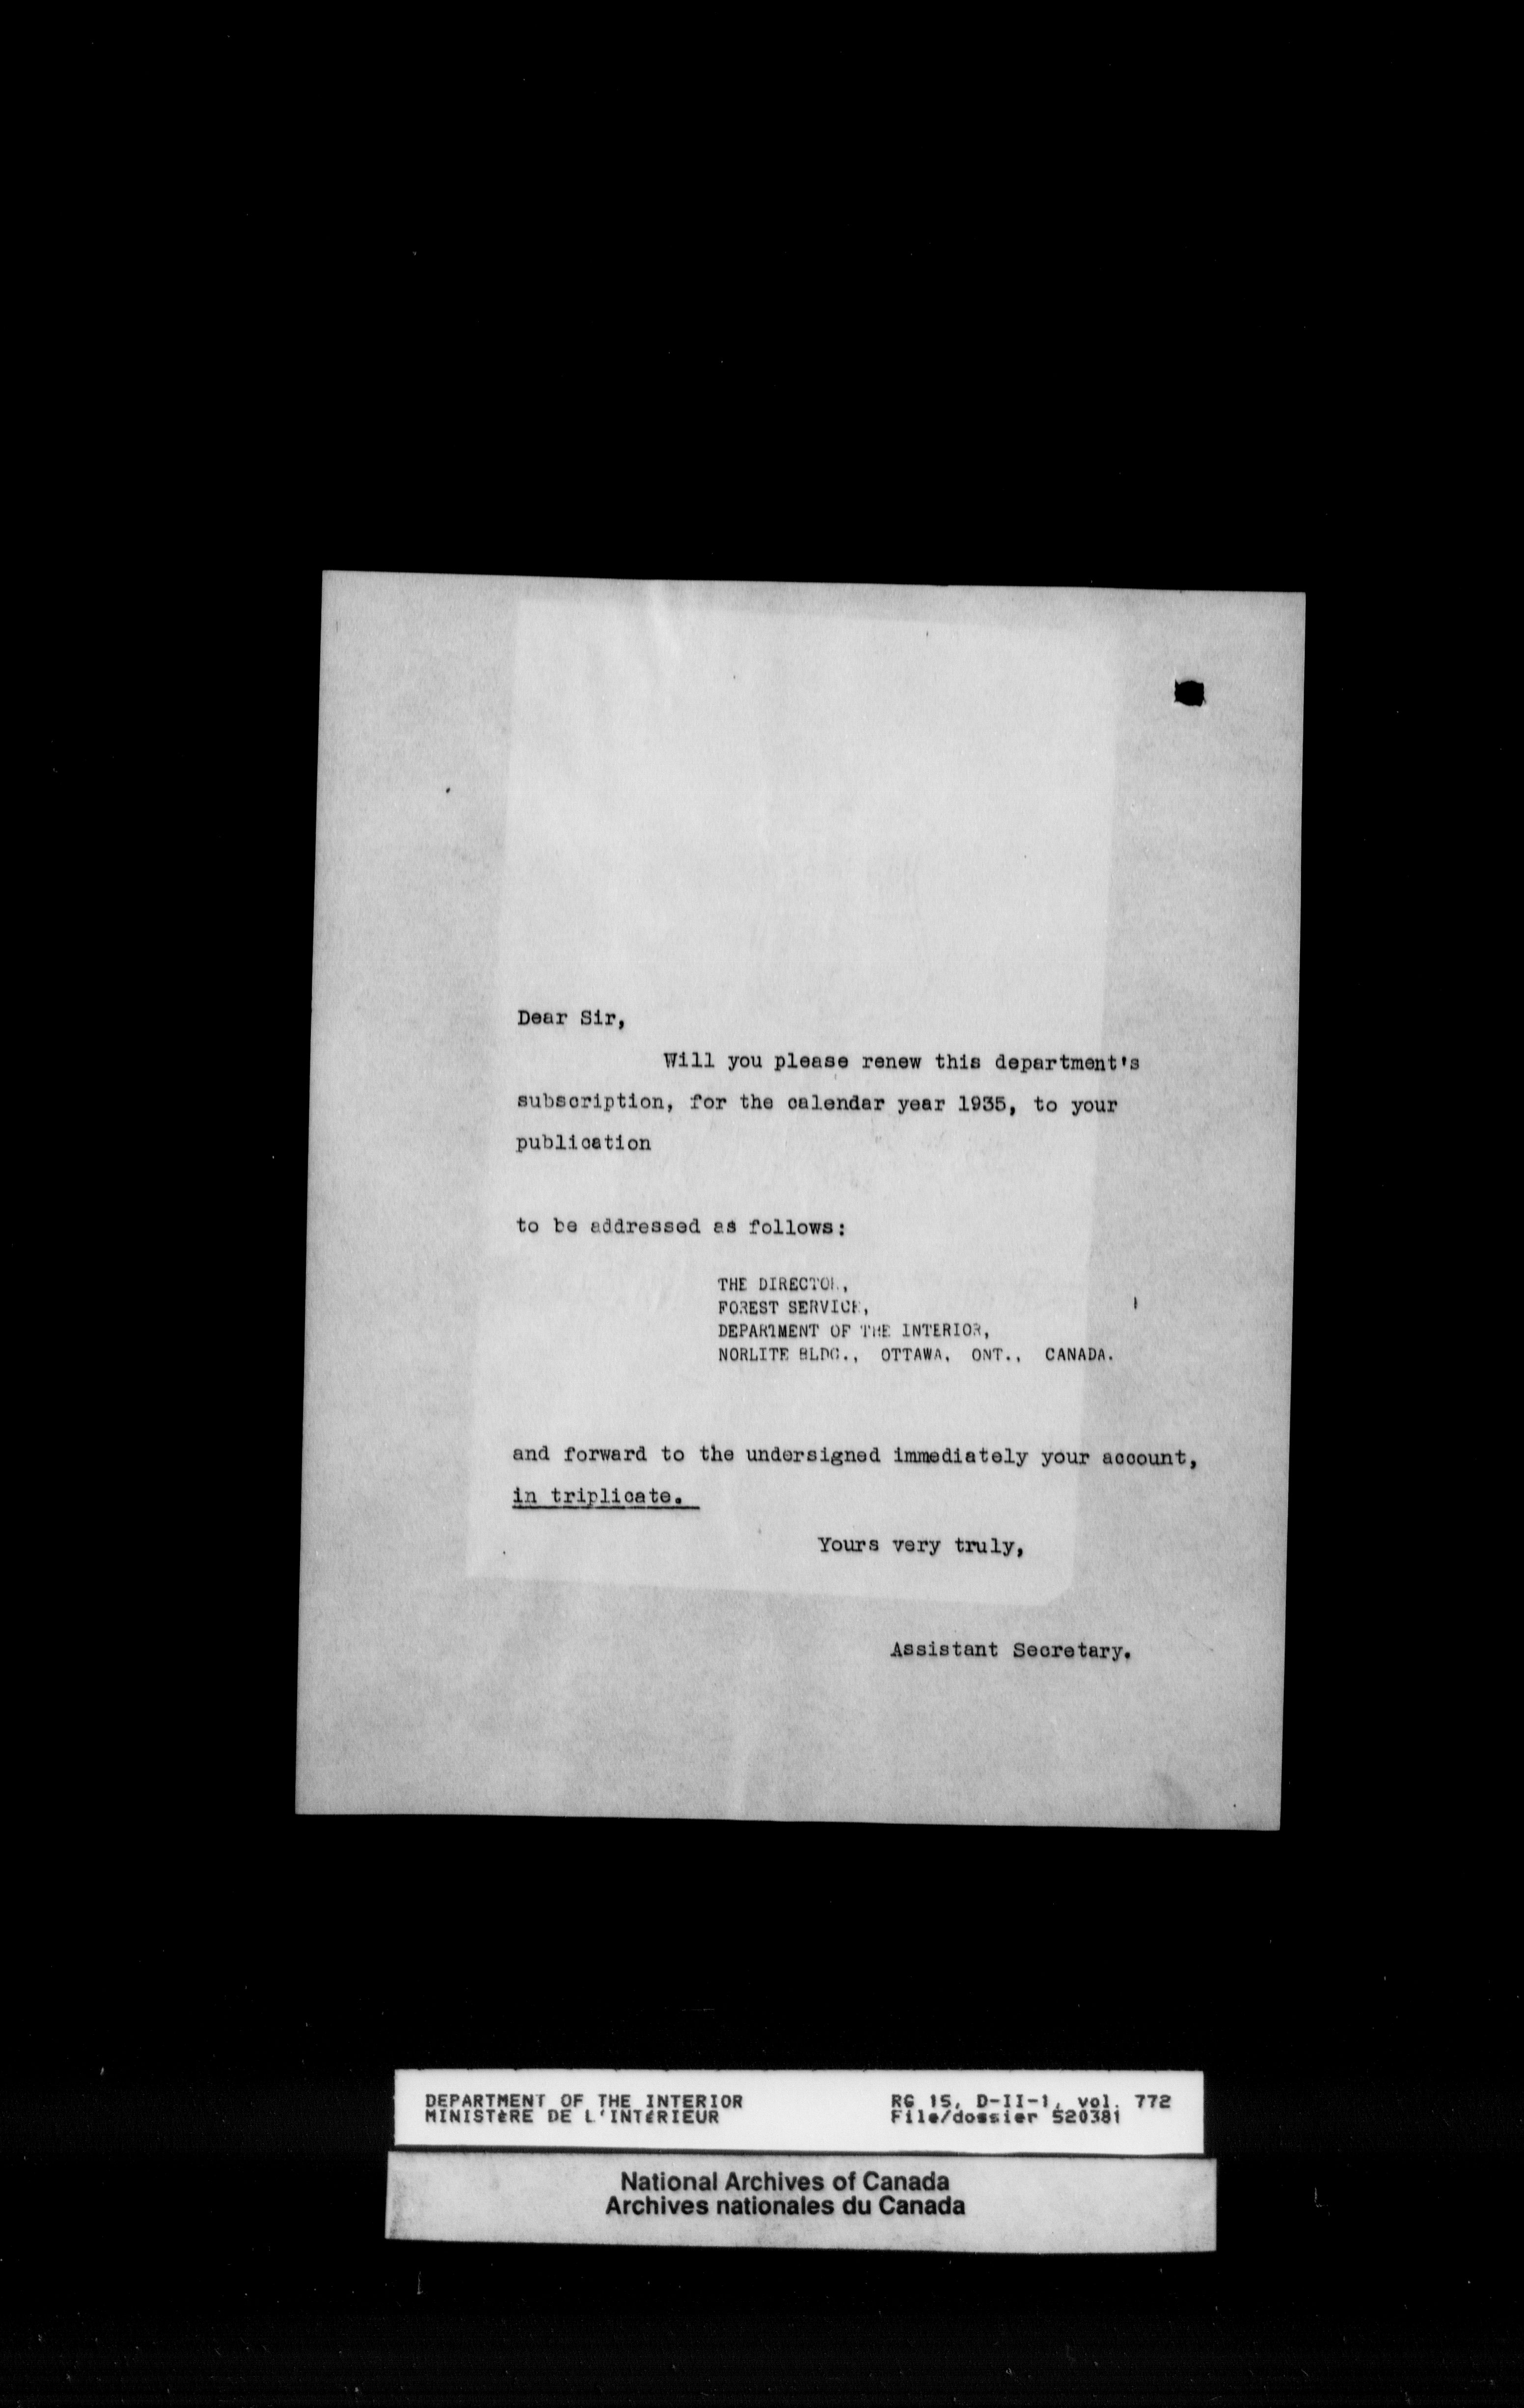 Dear Sir,
Will you please renew this department's
subscription, for the calendar year 1935, to your
publication
to be addressed as follows:
THE DIRECTOR,
FOREST SERVICE,
DEPARTMENT OF THE INTERIOR,
NORLITE BLDG., OTTAWA, ONT., CANADA.
and forward to the undersigned immediately your account,
in triplicate.
Yours very truly,
Assistant Secretary.
DEPARTMENT OF THE INTERIOR RG 15, D-II-1, vol. 772
MINISTèRE DE L'INTéRIEUR File/dossier 520381
National Archives of Canada
Archives nationales du Canada